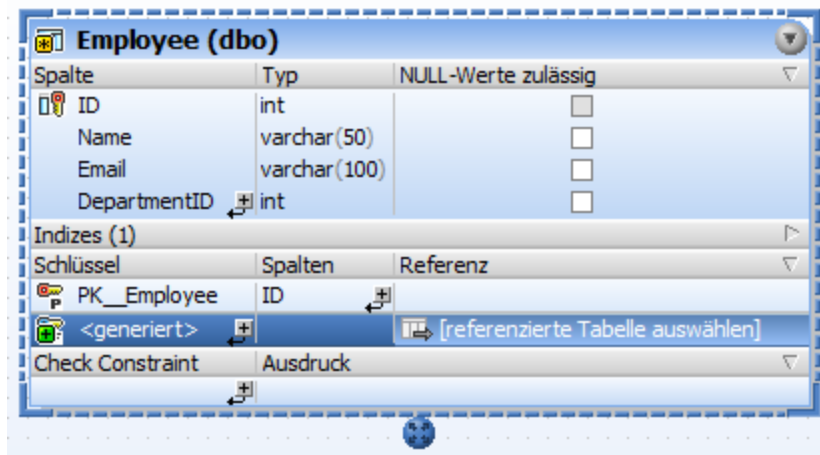 Employee (dbo)
Spalte Typ NULL-Werte zulässig
ID int
Name varchar(50)
Email varchar(100)
DepartmentID int
Indizes (1)
Schlüssel Spalten Referenz
P PK__Employee ID
<generiert> [referenzierte Tabelle auswählen]
Check Constraint Ausdruck